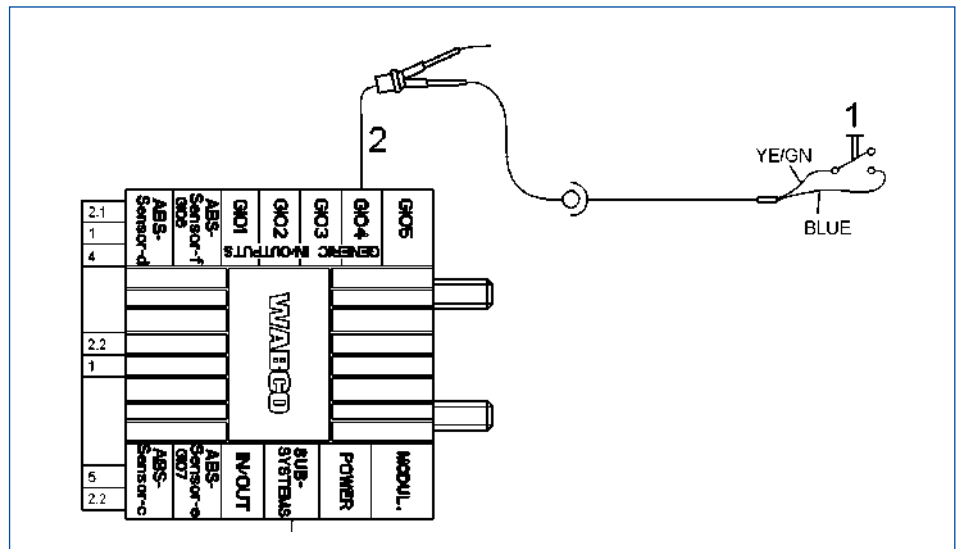 2
1
YE/GN
BLUE
2.1
1
4
2.2
1
5
2.2
ABS-
Sensor-d
ABS-
Sensor-f
GIO6
GIO1
GIO2
GIO3
GIO4
GIO5
GENERIC IN/OUTPUTS
WABCO
ABS-
Sensor-c
ABS-
Sensor-e
GIO7
IN/OUT
SUB-
SYSTEMS
POWER
MODUL.